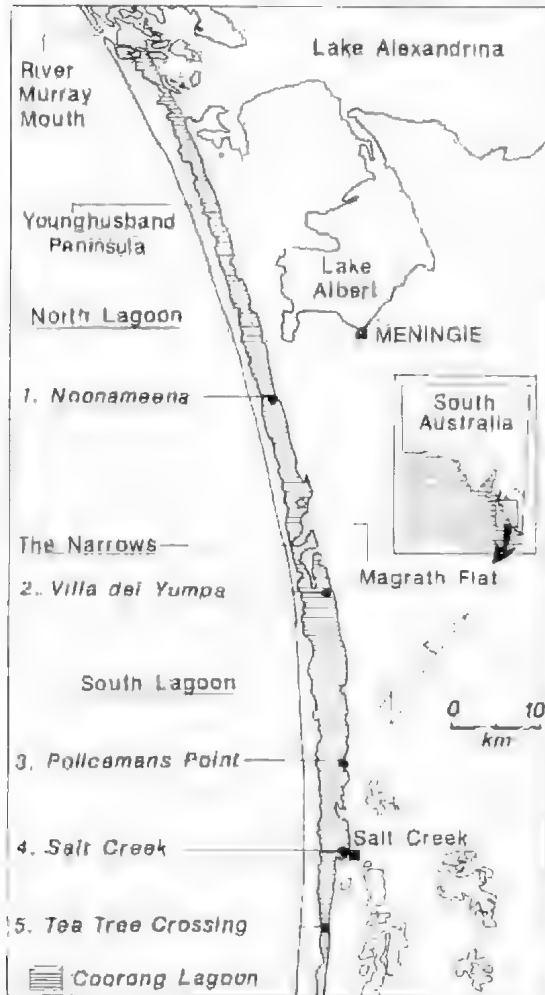 Lake Alexandrina
River
Murray
Mouth
Younghusband
Peninsula
Lake
Albert
North Lagoon
MENINGIE
1. Noonameena
South
Australia
The Narrows
Magrath Flat
2. Villa dei Yumpa
South Lagoon
0 10
km
3. Policemans Point
4. Salt Creek
Salt Creek
5. Tea Tree Crossing
Coorong Lagoon